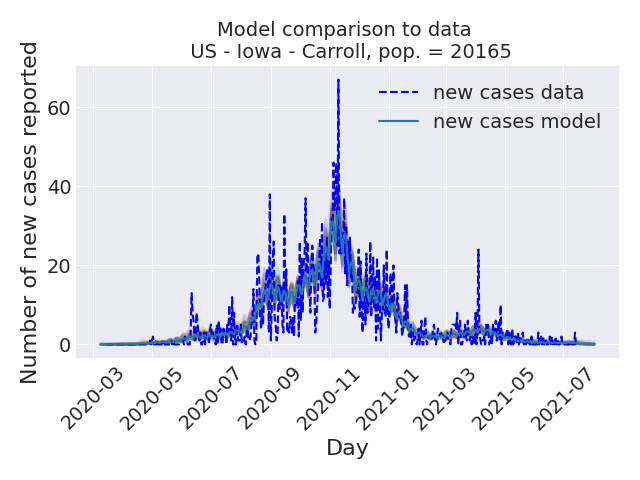 Model comparison to data
US - Iowa - Carroll, pop. = 20165
Number of new cases reported
60
40
20
0
new cases data
new cases model
2020-03
2020-05
2020-07
2020-09
2020-11
2021-01
2021-03
2021-05
2021-07
Day